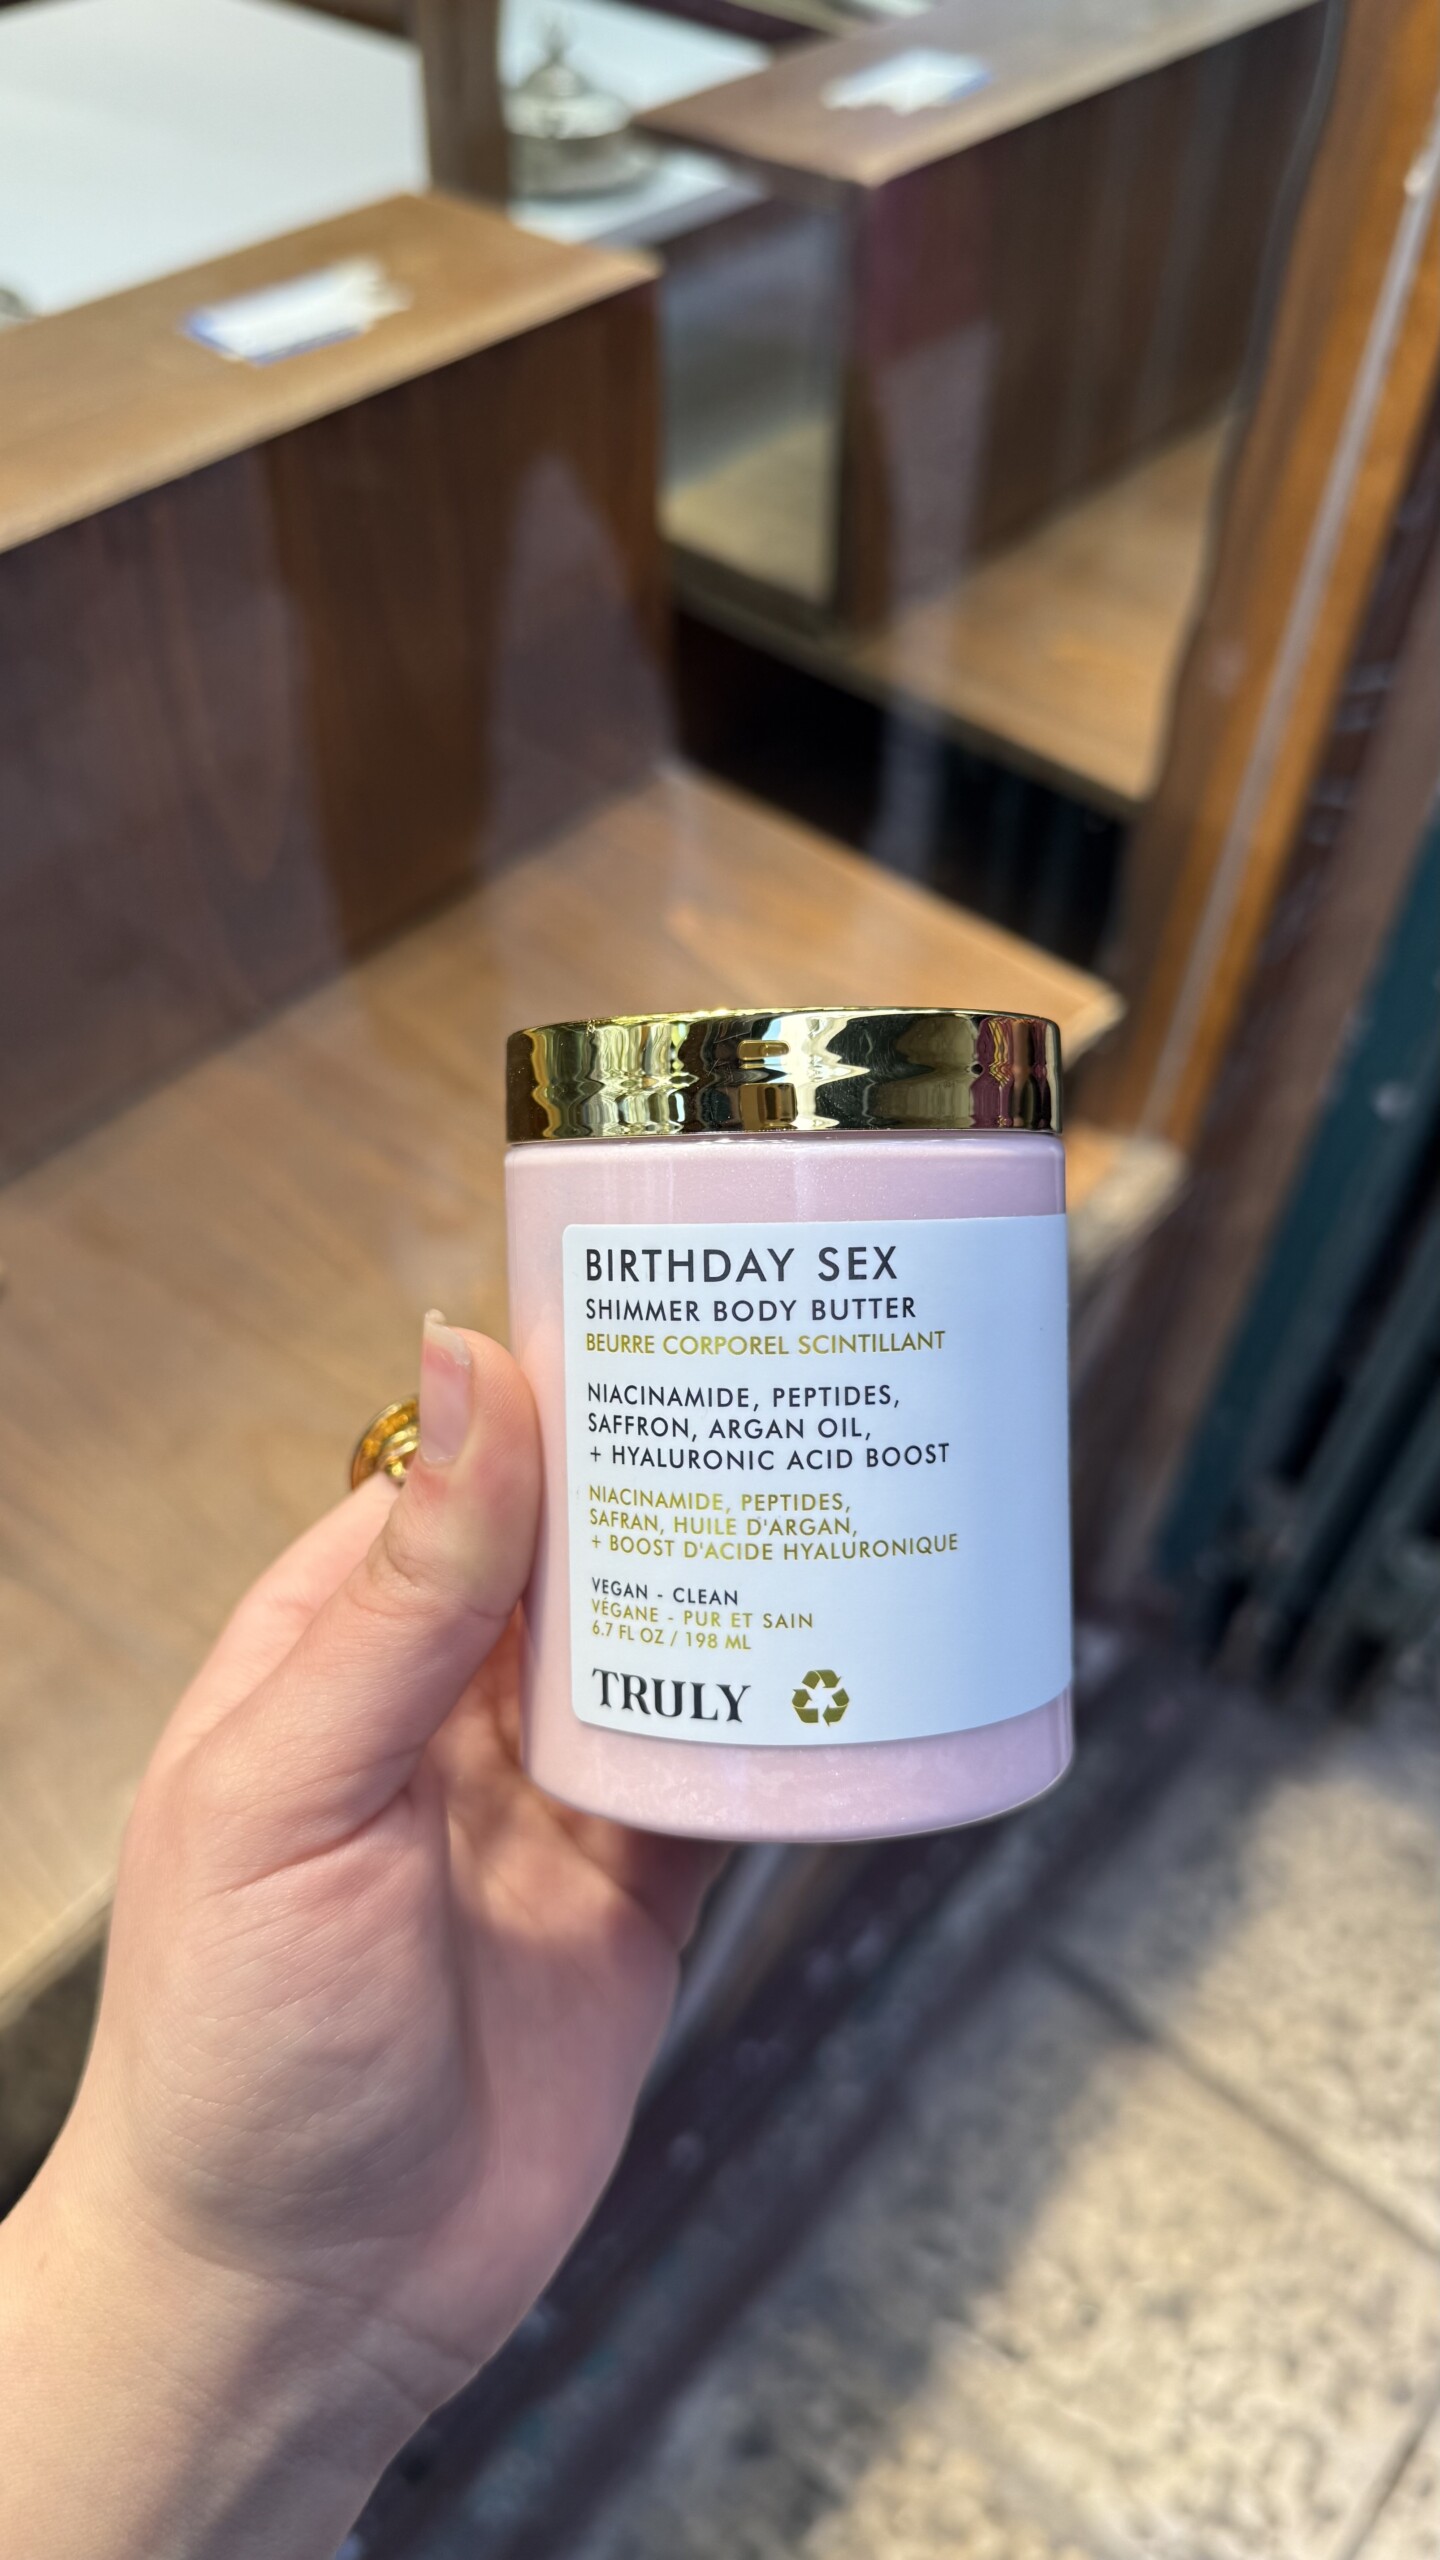 BIRTHDAY SEX
SHIMMER BODY BUTTER
BEURRE CORPOREL SCINTILLANT
NIACINAMIDE, PEPTIDES,
SAFFRON, ARGAN OIL,
+ HYALURONIC ACID BOOST
NIACINAMIDE, PEPTIDES,
SAFRAN, HUILE D'ARGAN,
+ BOOST D'ACIDE HYALURONIQUE
VEGAN - CLEAN
VÉGANE - PUR ET SAIN
6.7 FL OZ / 198 ML
TRULY